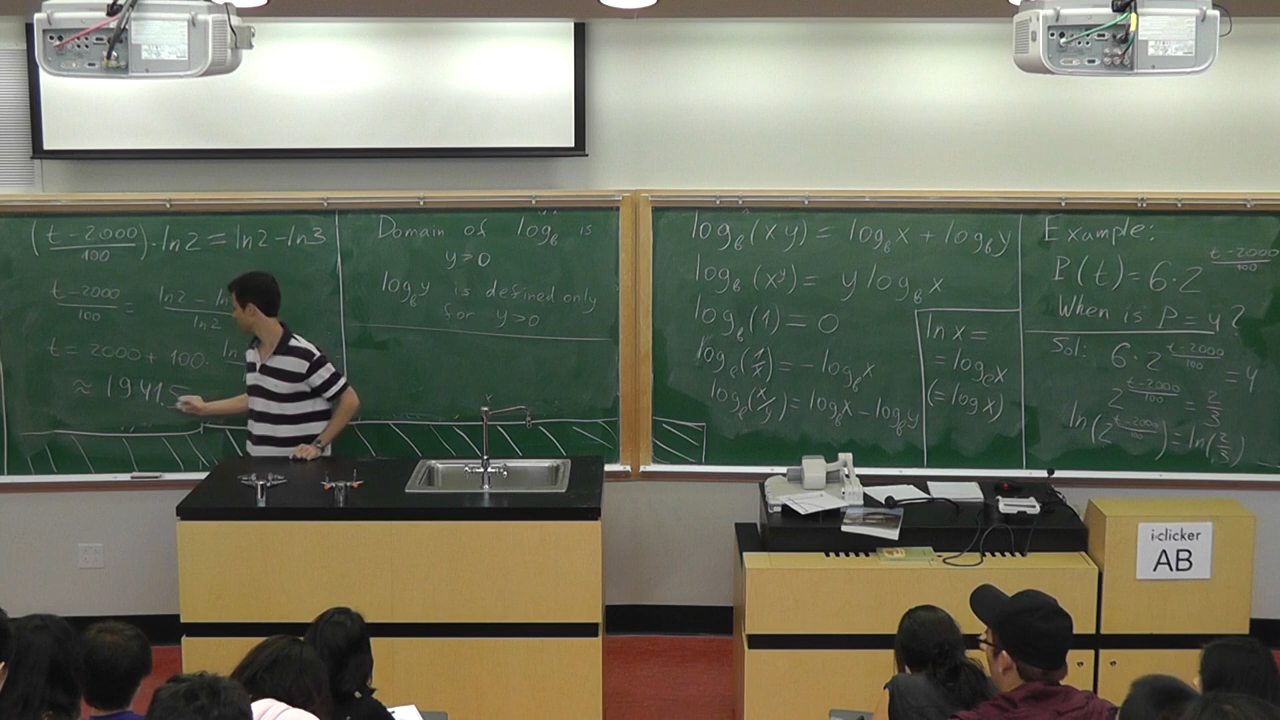 (t-2000/100)·ln2 = ln2-ln3
t-2000/100 = ln2-ln/ln2
t = 2000 + 100· ln
≈ 1941.5
Domain of log_b is
y>0
log_b y is defined only
for y>0
log_b(xy) = log_b x + log_b y
log_b(x^y) = y log_b x
log_b(1) = 0
log_b(1/x) = -log_b x
log_b(x/y) = log_b x - log_b y
ln x =
= log_e x
(= log x)
Example:
P(t) = 6·2^(t-2000/100)
When is P = 4?
Sol: 6·2^(t-2000/100) = 4
2^(t-2000/100) = 2/3
ln(2^(t-2000/100)) = ln(2/3)
i-clicker
AB